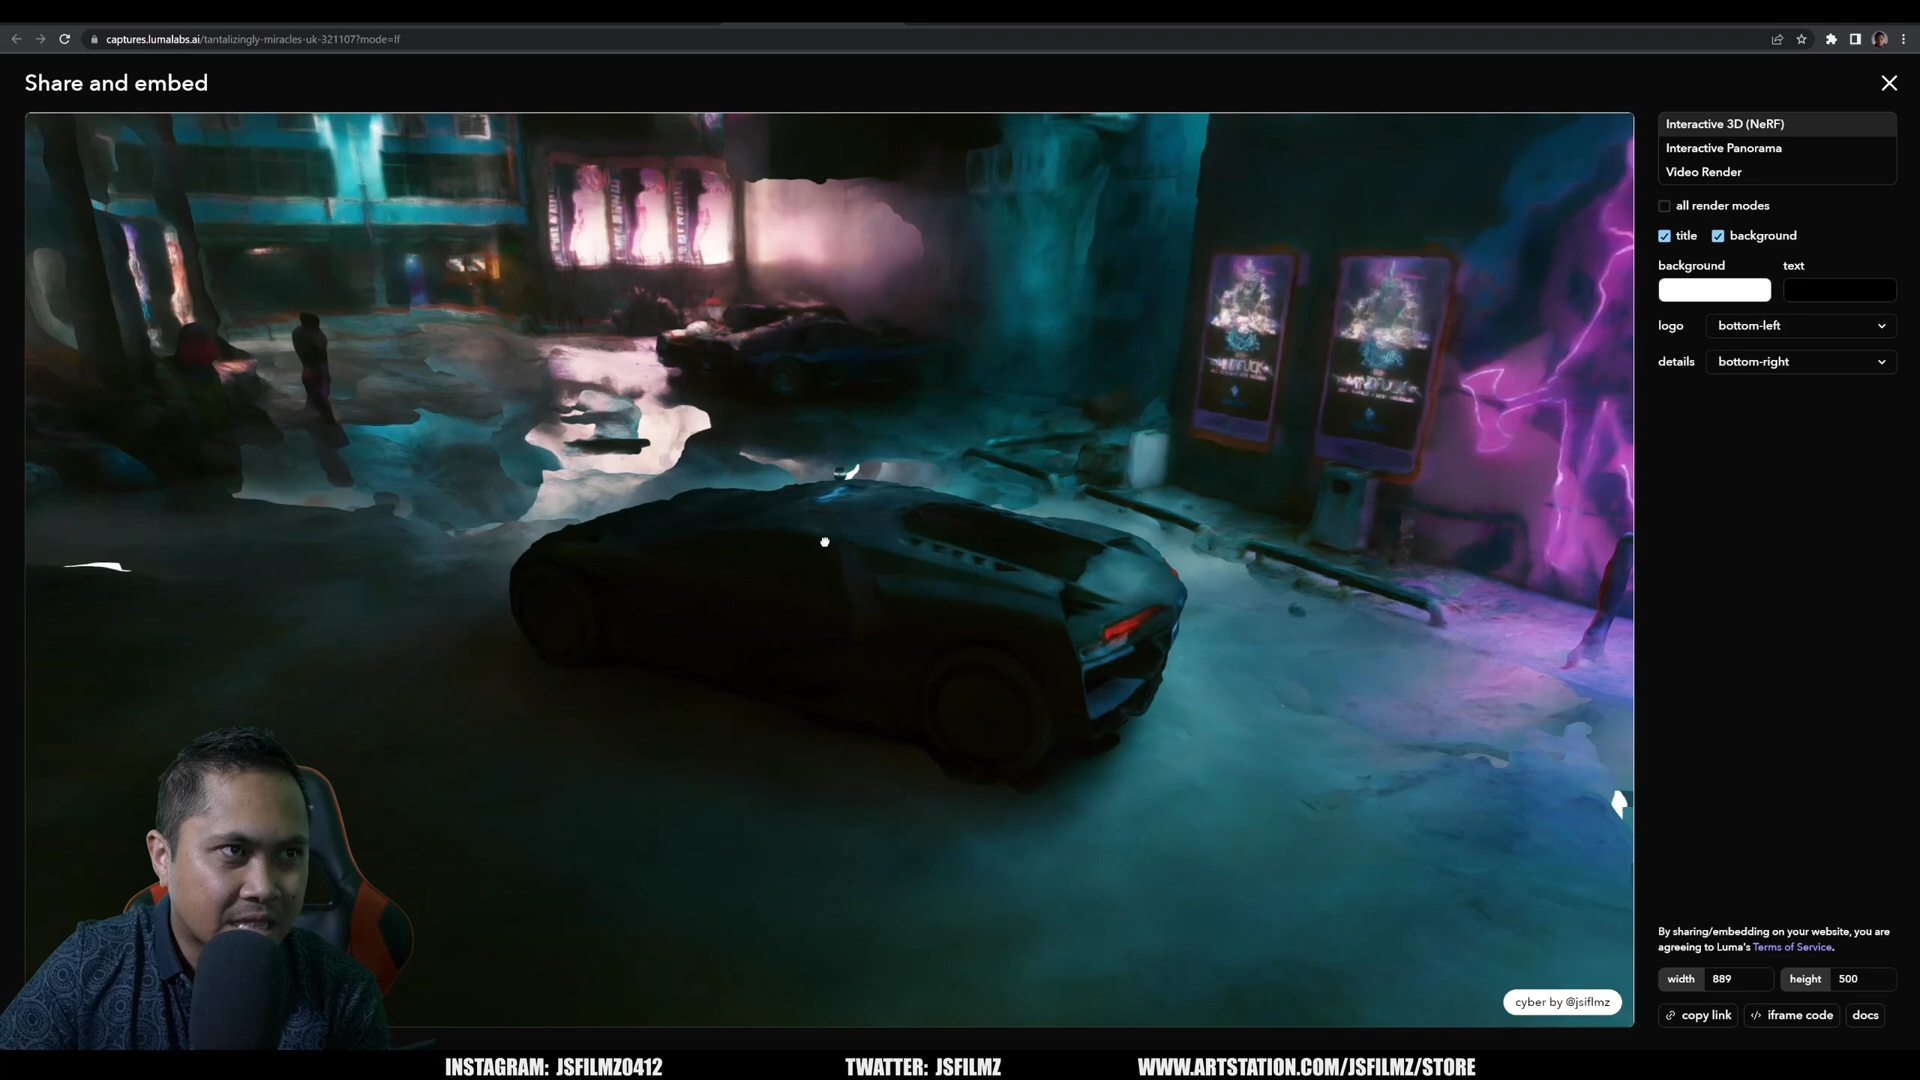 captures.lumalabs.ai/tantalizingly-miracles-uk-321107?mode=lf
Share and embed
Interactive 3D (NeRF)
Interactive Panorama
Video Render
all render modes
title background
background text
logo bottom-left
details bottom-right
By sharing/embedding on your website, you are
agreeing to Luma's Terms of Service.
width 889 height 500
copy link iframe code docs
cyber by @jsiflmz
INSTAGRAM: JSFILMZ0412 TWATTER: JSFILMZ WWW.ARTSTATION.COM/JSFILMZ/STORE